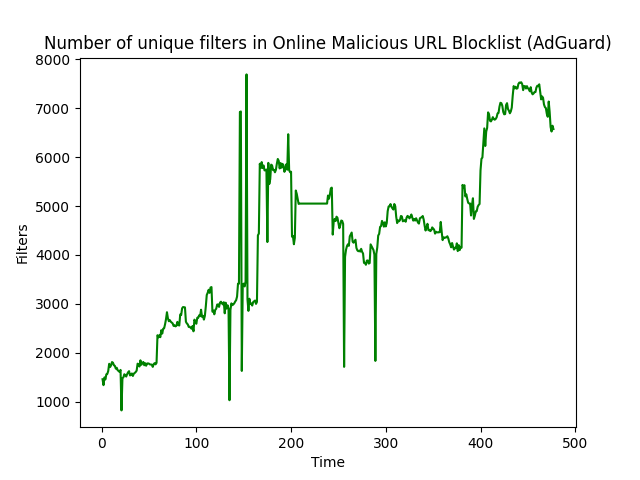 Number of unique filters in Online Malicious URL Blocklist (AdGuard)
8000
7000
6000
5000
4000
3000
2000
1000
Filters
0 100 200 300 400 500
Time